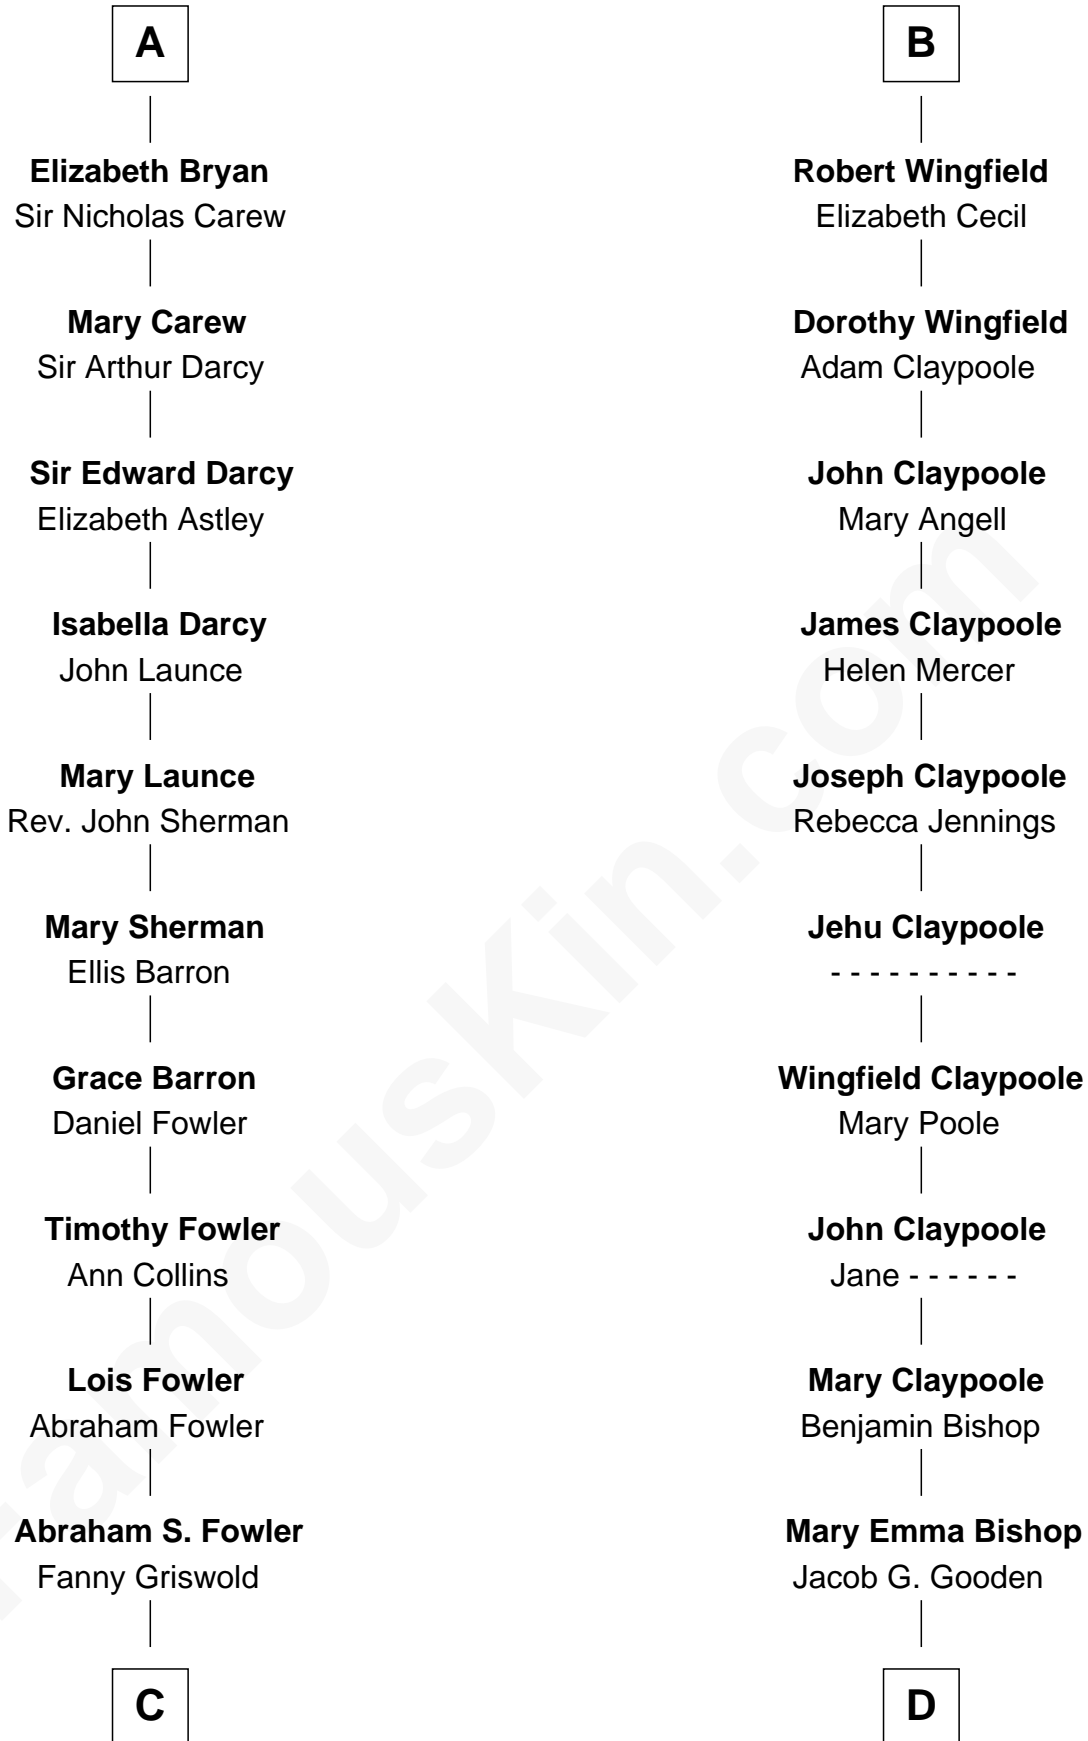 A
Elizabeth Bryan
Sir Nicholas Carew
Mary Carew
Sir Arthur Darcy
Sir Edward Darcy
Elizabeth Astley
Isabella Darcy
John Launce
Mary Launce
Rev. John Sherman
Mary Sherman
Ellis Barron
Grace Barron
Daniel Fowler
Timothy Fowler
Ann Collins
Lois Fowler
Abraham Fowler
Abraham S. Fowler
Fanny Griswold
C
B
Robert Wingfield
Elizabeth Cecil
Dorothy Wingfield
Adam Claypoole
John Claypoole
Mary Angell
James Claypoole
Helen Mercer
Joseph Claypoole
Rebecca Jennings
Jehu Claypoole
- - - - - - - - - -
Wingfield Claypoole
Mary Poole
John Claypoole
Jane - - - - - -
Mary Claypoole
Benjamin Bishop
Mary Emma Bishop
Jacob G. Gooden
D
FamousKin.com